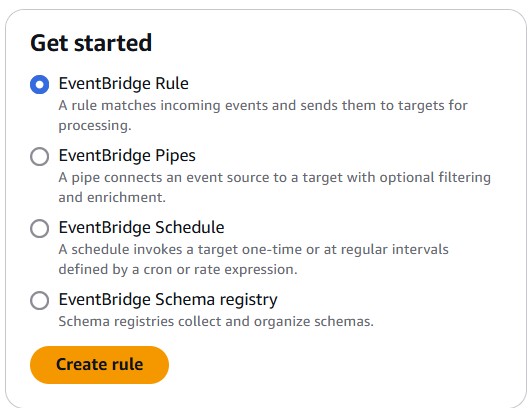 Get started
EventBridge Rule
A rule matches incoming events and sends them to targets for
processing.
EventBridge Pipes
A pipe connects an event source to a target with optional filtering
and enrichment.
EventBridge Schedule
A schedule invokes a target one-time or at regular intervals
defined by a cron or rate expression.
EventBridge Schema registry
Schema registries collect and organize schemas.
Create rule